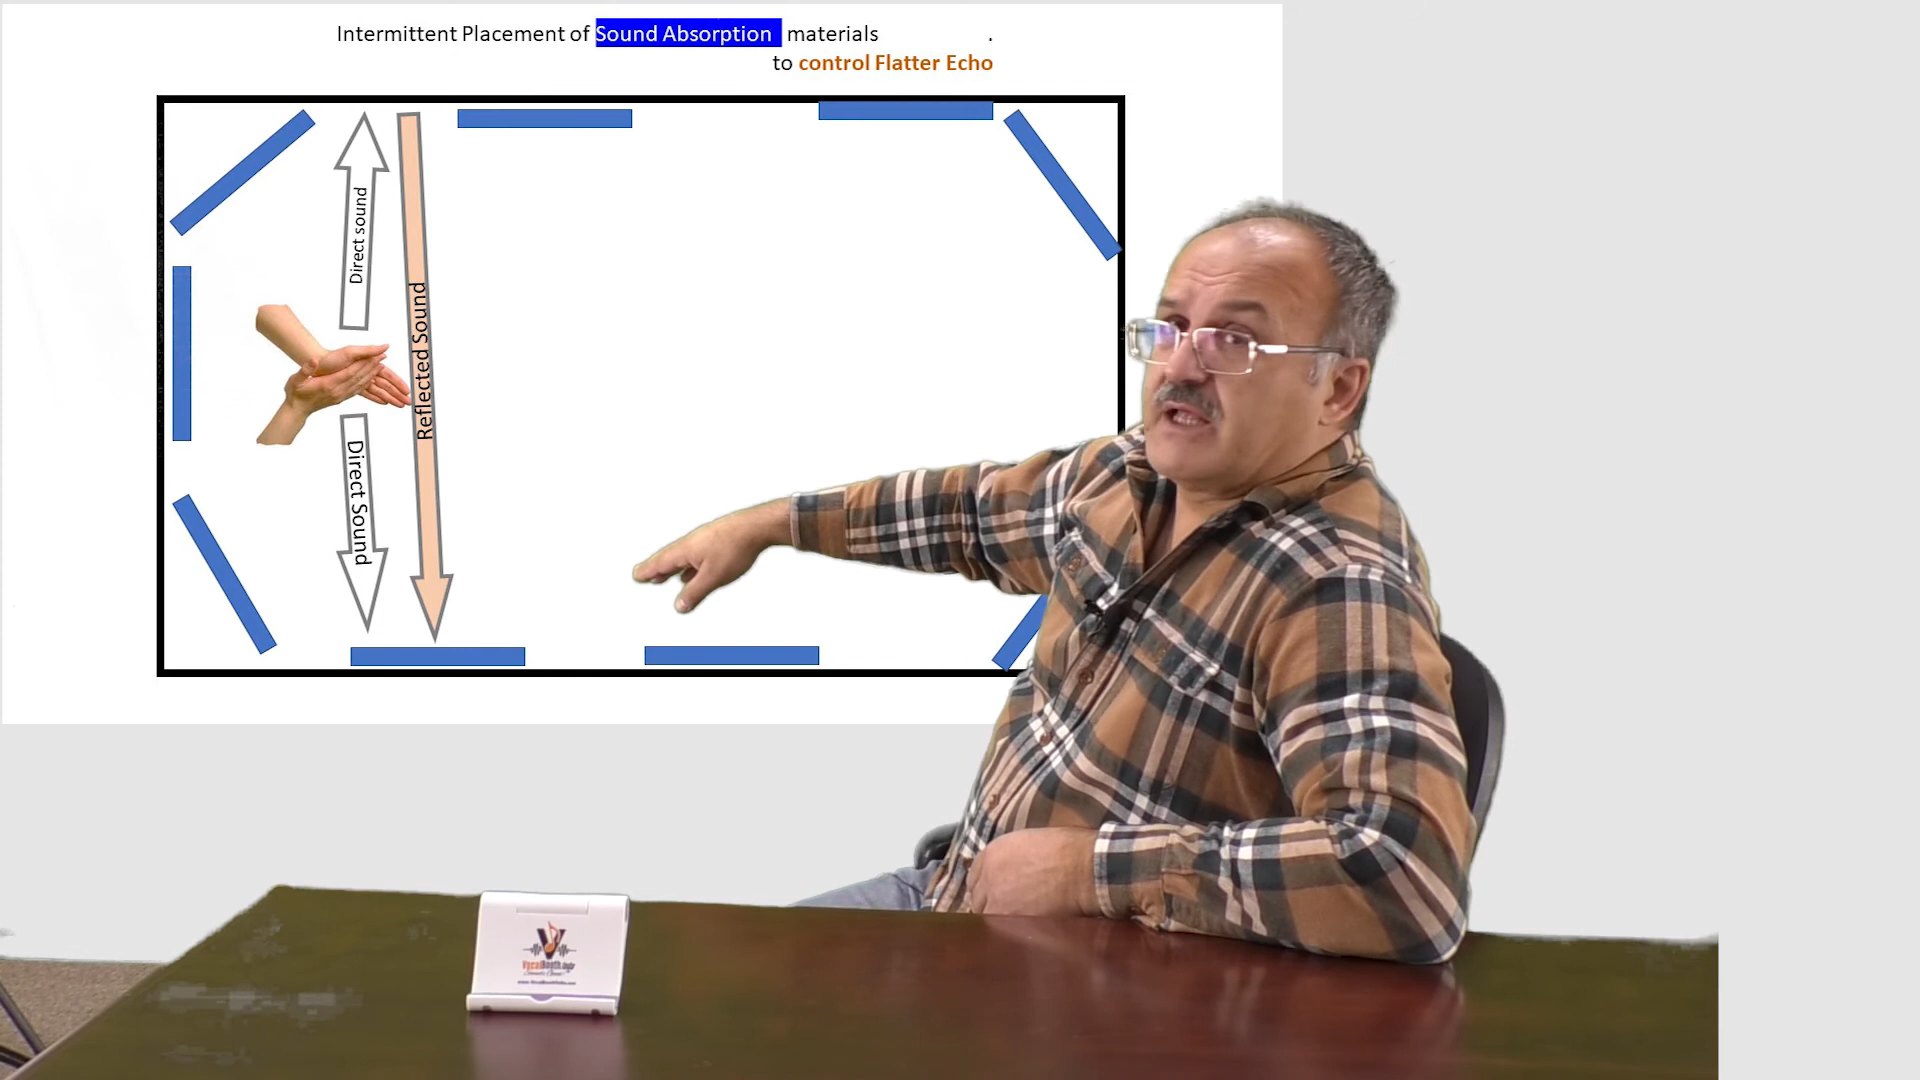 Intermittent Placement of Sound Absorption materials .
to control Flatter Echo
Direct sound
Reflected Sound
Direct Sound